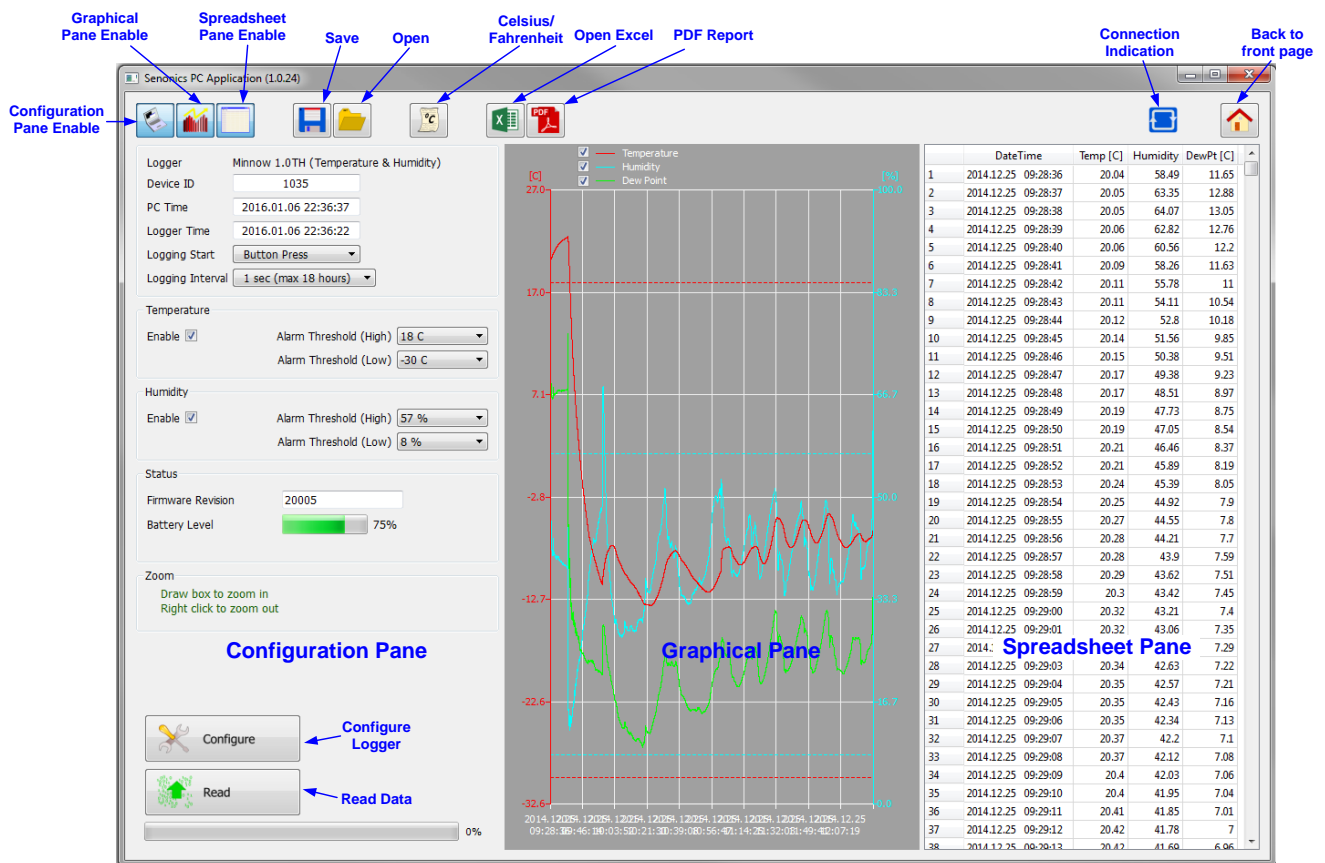 Graphical
Pane Enable
Spreadsheet
Pane Enable
Save
Open
Celsius/
Fahrenheit
Open Excel
PDF Report
Connection
Indication
Back to
front page
Configuration
Pane Enable
Senonics PC Application (1.0.24)
°C
PDF
Logger Minnow 1.0TH (Temperature & Humidity)
Device ID 1035
PC Time 2016.01.06 22:36:37
Logger Time 2016.01.06 22:36:22
Logging Start Button Press
Logging Interval 1 sec (max 18 hours)
Temperature
Enable Alarm Threshold (High) 18 C
Alarm Threshold (Low) -30 C
Humidity
Enable Alarm Threshold (High) 57 %
Alarm Threshold (Low) 8 %
Status
Firmware Revision 20005
Battery Level 75%
Zoom
Draw box to zoom in
Right click to zoom out
Configuration Pane
Configure
Configure
Logger
Read
Read Data
0%
Temperature
Humidity
Dew Point
[C] [%]
27.0 100.0
17.0 83.3
7.1 66.7
-2.8 50.0
-12.7 33.3
Graphical Pane
-22.6 16.7
-32.6 0.0
DateTime Temp [C] Humidity DewPt [C]
1 2014.12.25 09:28:36 20.04 58.49 11.65
2 2014.12.25 09:28:37 20.05 63.35 12.88
3 2014.12.25 09:28:38 20.05 64.07 13.05
4 2014.12.25 09:28:39 20.06 62.82 12.76
5 2014.12.25 09:28:40 20.06 60.56 12.2
6 2014.12.25 09:28:41 20.09 58.26 11.63
7 2014.12.25 09:28:42 20.11 55.78 11
8 2014.12.25 09:28:43 20.11 54.11 10.54
9 2014.12.25 09:28:44 20.12 52.8 10.18
10 2014.12.25 09:28:45 20.14 51.56 9.85
11 2014.12.25 09:28:46 20.15 50.38 9.51
12 2014.12.25 09:28:47 20.17 49.38 9.23
13 2014.12.25 09:28:48 20.17 48.51 8.97
14 2014.12.25 09:28:49 20.19 47.73 8.75
15 2014.12.25 09:28:50 20.19 47.05 8.54
16 2014.12.25 09:28:51 20.21 46.46 8.37
17 2014.12.25 09:28:52 20.21 45.89 8.19
18 2014.12.25 09:28:53 20.24 45.39 8.05
19 2014.12.25 09:28:54 20.25 44.92 7.9
20 2014.12.25 09:28:55 20.27 44.55 7.8
21 2014.12.25 09:28:56 20.28 44.21 7.7
22 2014.12.25 09:28:57 20.28 43.9 7.59
23 2014.12.25 09:28:58 20.29 43.62 7.51
24 2014.12.25 09:28:59 20.3 43.42 7.45
25 2014.12.25 09:29:00 20.32 43.21 7.4
26 2014.12.25 09:29:01 20.32 43.06 7.35
27 2014. 7.29
Spreadsheet Pane
28 2014.12.25 09:29:03 20.34 42.63 7.22
29 2014.12.25 09:29:04 20.35 42.57 7.21
30 2014.12.25 09:29:05 20.35 42.43 7.16
31 2014.12.25 09:29:06 20.35 42.34 7.13
32 2014.12.25 09:29:07 20.37 42.2 7.1
33 2014.12.25 09:29:08 20.37 42.12 7.08
34 2014.12.25 09:29:09 20.4 42.03 7.06
35 2014.12.25 09:29:10 20.4 41.95 7.04
36 2014.12.25 09:29:11 20.41 41.85 7.01
37 2014.12.25 09:29:12 20.42 41.78 7
38 2014.12.25 09:29:13 20.42 41.69 6.96